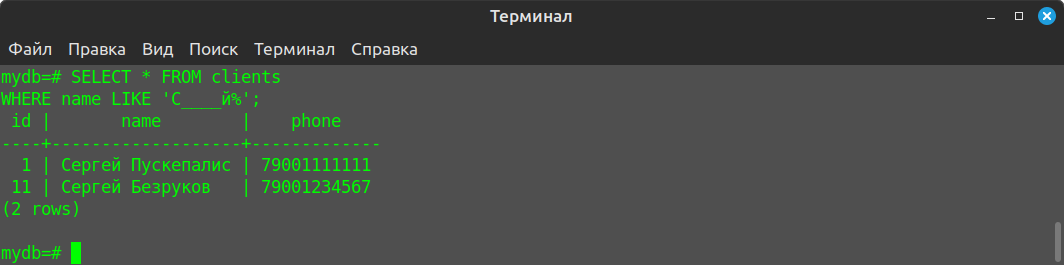 Терминал
Файл Правка Вид Поиск Терминал Справка
mydb=# SELECT * FROM clients
WHERE name LIKE 'С____й%';
 id |       name        |    phone
----+-------------------+-------------
  1 | Сергей Пускепалис | 79001111111
 11 | Сергей Безруков   | 79001234567
(2 rows)
mydb=#